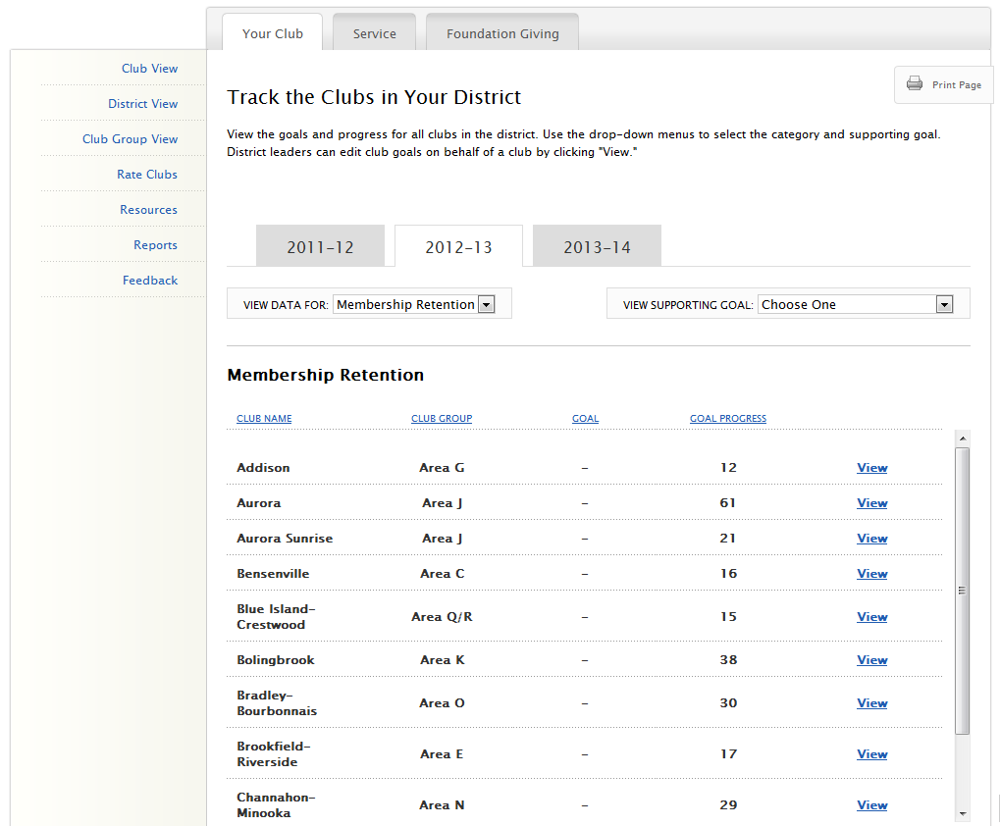 Your Club
Service
Foundation Giving
Club View
District View
Club Group View
Rate Clubs
Resources
Reports
Feedback
Print Page
Track the Clubs in Your District
View the goals and progress for all clubs in the district. Use the drop-down menus to select the category and supporting goal.
District leaders can edit club goals on behalf of a club by clicking "View."
2011-12
2012-13
2013-14
VIEW DATA FOR: Membership Retention
VIEW SUPPORTING GOAL: Choose One
Membership Retention
CLUB NAME CLUB GROUP GOAL GOAL PROGRESS
Addison Area G - 12 View
Aurora Area J - 61 View
Aurora Sunrise Area J - 21 View
Bensenville Area C - 16 View
Blue Island-
Crestwood Area Q/R - 15 View
Bolingbrook Area K - 38 View
Bradley-
Bourbonnais Area O - 30 View
Brookfield-
Riverside Area E - 17 View
Channahon-
Minooka Area N - 29 View